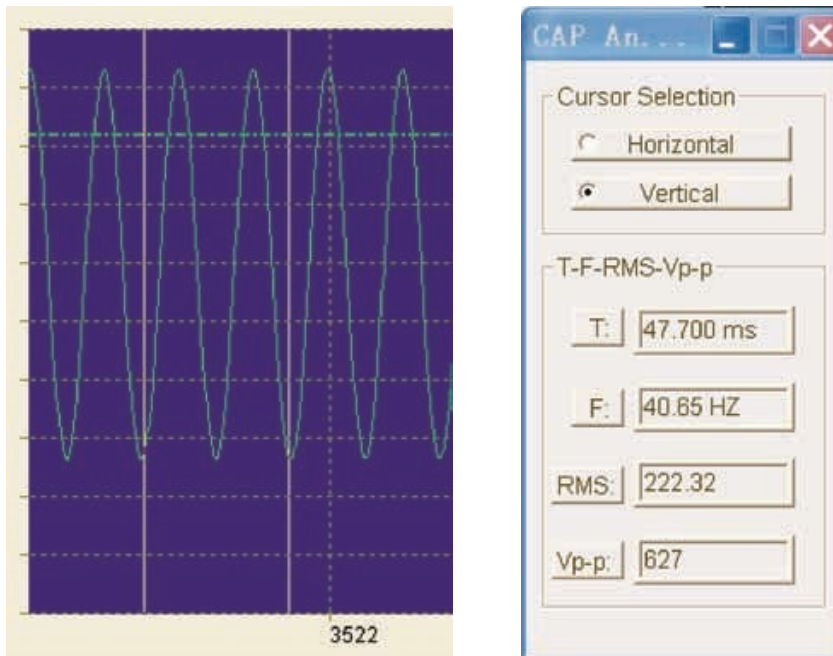 3522
CAP An...
Cursor Selection
Horizontal
Vertical
T-F-RMS-Vp-p
T: 47.700 ms
F: 40.65 HZ
RMS: 222.32
Vp-p: 627